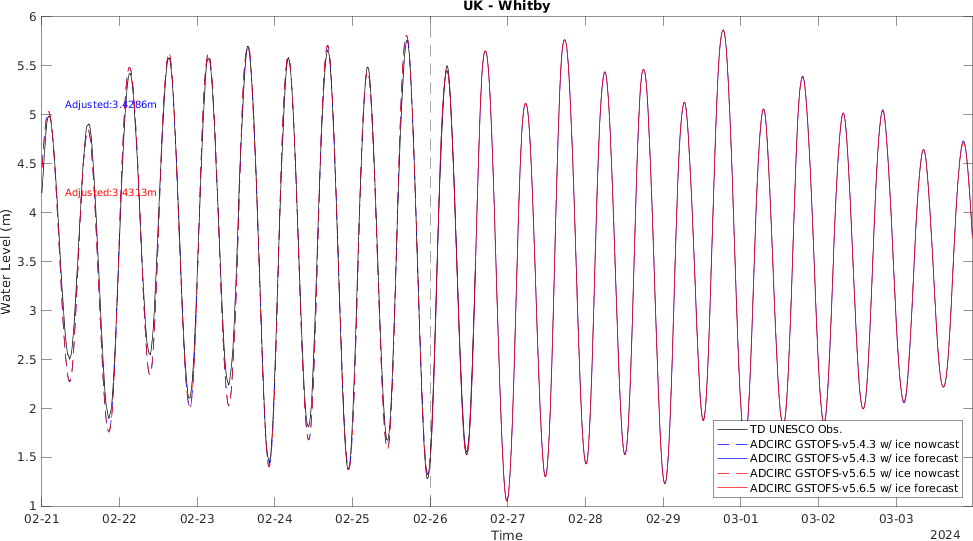 UK - Whitby
6
5.5
5
4.5
4
3.5
3
2.5
2
1.5
1
Water Level (m)
Adjusted:3.4286m
Adjusted:3.4313m
TD UNESCO Obs.
ADCIRC GSTOFS-v5.4.3 w/ ice nowcast
ADCIRC GSTOFS-v5.4.3 w/ ice forecast
ADCIRC GSTOFS-v5.6.5 w/ ice nowcast
ADCIRC GSTOFS-v5.6.5 w/ ice forecast
02-21 02-22 02-23 02-24 02-25 02-26 02-27 02-28 02-29 03-01 03-02 03-03
Time
2024